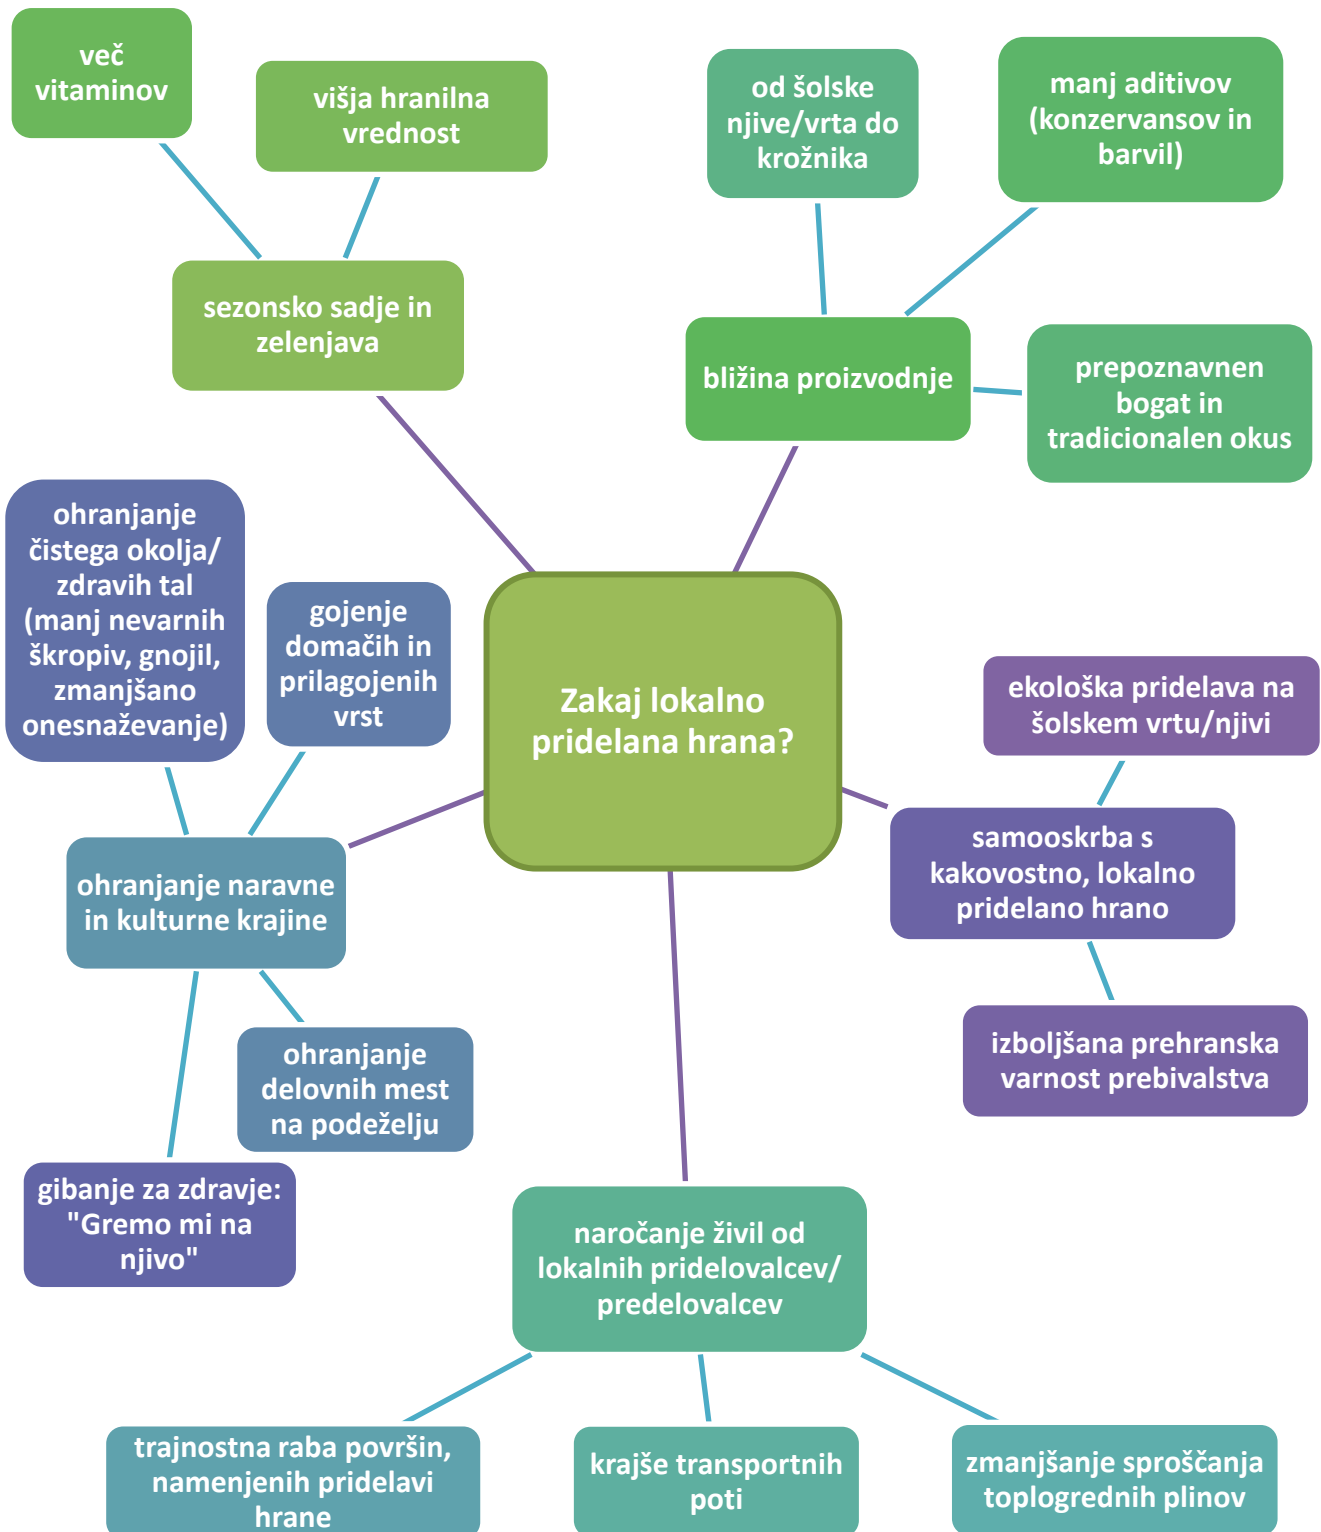 več
vitaminov
višja hranilna
vrednost
od šolske
njive/vrta do
krožnika
manj aditivov
(konzervansov in
barvil)
sezonsko sadje in
zelenjava
bližina proizvodnje
prepoznavnen
bogat in
tradicionalen okus
ohranjanje
čistega okolja/
zdravih tal
(manj nevarnih
škropiv, gnojil,
zmanjšano
onesnaževanje)
gojenje
domačih in
prilagojenih
vrst
Zakaj lokalno
pridelana hrana?
ekološka pridelava na
šolskem vrtu/njivi
samooskrba s
kakovostno, lokalno
pridelano hrano
ohranjanje naravne
in kulturne krajine
izboljšana prehranska
varnost prebivalstva
ohranjanje
delovnih mest
na podeželju
gibanje za zdravje:
"Gremo mi na
njivo"
naročanje živil od
lokalnih pridelovalcev/
predelovalcev
trajnostna raba površin,
namenjenih pridelavi
hrane
krajše transportnih
poti
zmanjšanje sproščanja
toplogrednih plinov